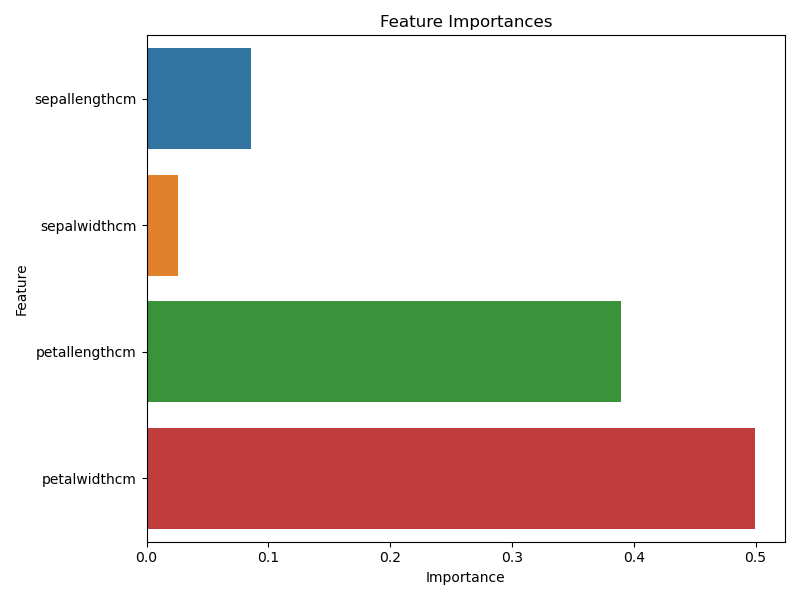 Feature Importances
sepallengthcm
sepalwidthcm
petallengthcm
petalwidthcm
Feature
0.0 0.1 0.2 0.3 0.4 0.5
Importance